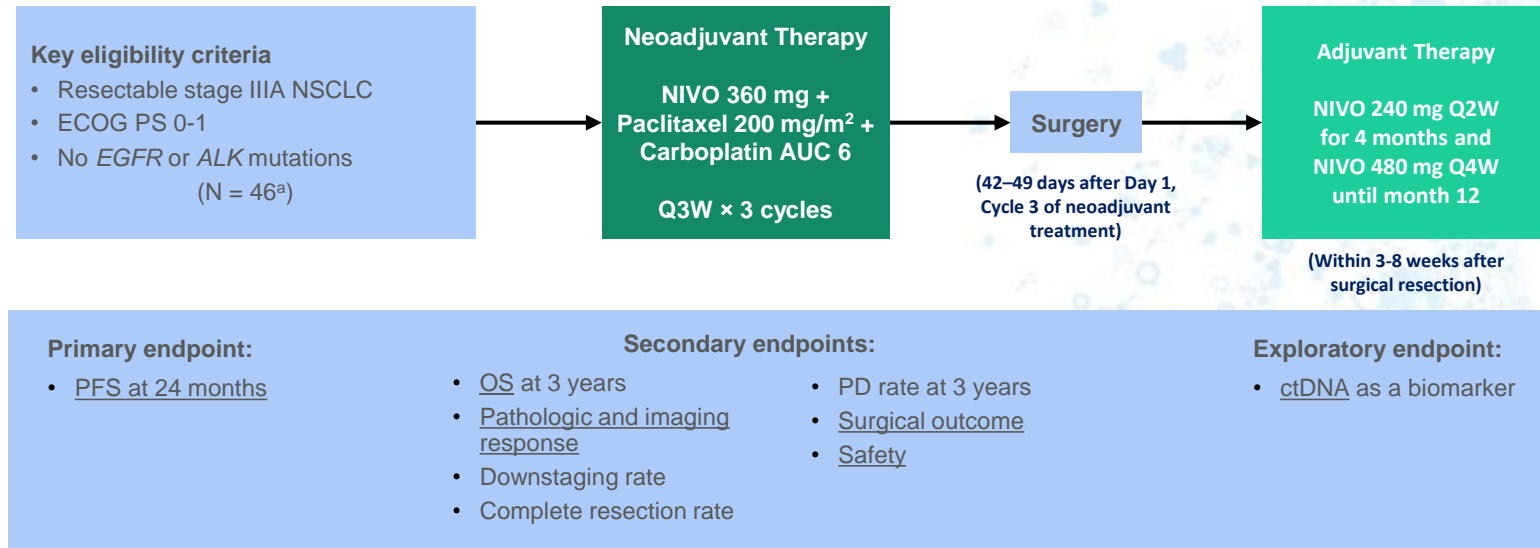 Key eligibility criteria
• Resectable stage IIIA NSCLC
• ECOG PS 0-1
• No EGFR or ALK mutations
(N = 46ᵃ)
Neoadjuvant Therapy
NIVO 360 mg +
Paclitaxel 200 mg/m² +
Carboplatin AUC 6
Q3W × 3 cycles
Surgery
(42–49 days after Day 1,
Cycle 3 of neoadjuvant
treatment)
Adjuvant Therapy
NIVO 240 mg Q2W
for 4 months and
NIVO 480 mg Q4W
until month 12
(Within 3-8 weeks after
surgical resection)
Primary endpoint:
• PFS at 24 months
Secondary endpoints:
• OS at 3 years
• Pathologic and imaging
response
• Downstaging rate
• Complete resection rate
• PD rate at 3 years
• Surgical outcome
• Safety
Exploratory endpoint:
• ctDNA as a biomarker